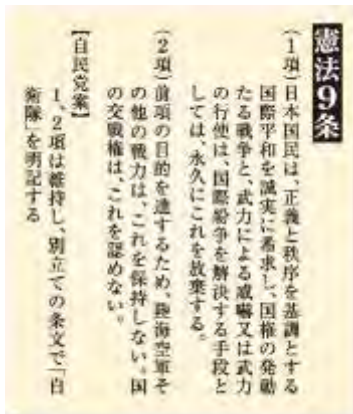 憲法9条
(1項)日本国民は、正義と秩序を基調とする
国際平和を誠実に希求し、国権の発動
たる戦争と、武力による威嚇又は武力
の行使は、国際紛争を解決する手段と
しては、永久にこれを放棄する。
(2項)前項の目的を達するため、陸海空軍そ
の他の戦力は、これを保持しない。国
の交戦権は、これを認めない。
【自民党案】
1、2項は維持し、別立ての条文で「自
衛隊」を明記する